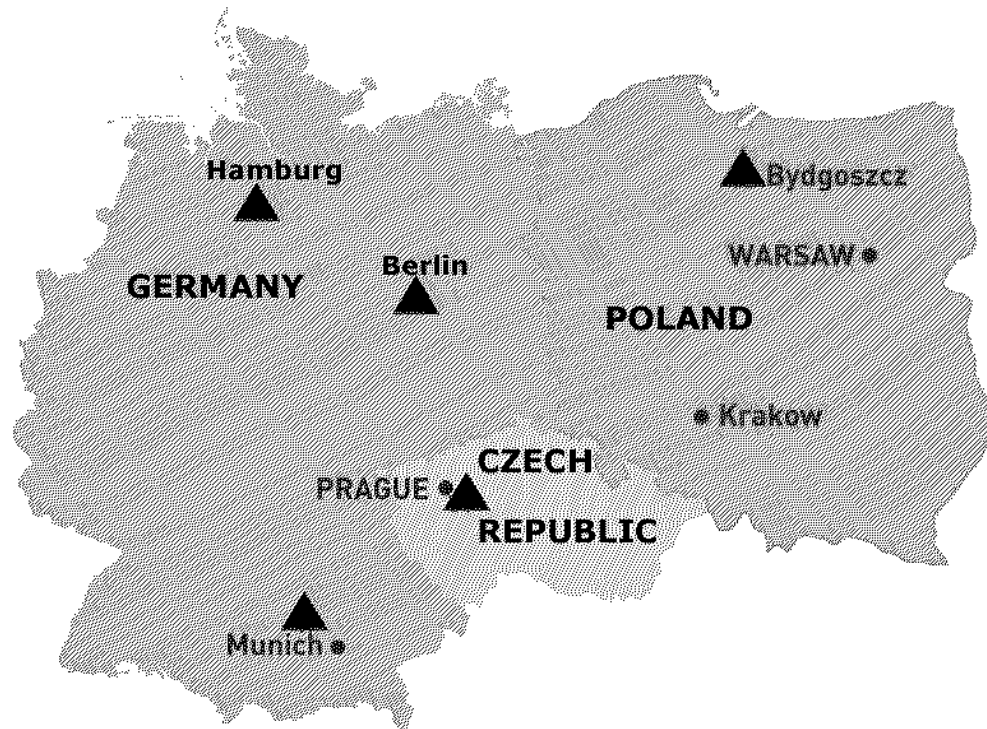 Hamburg
Bydgoszcz
WARSAW
Berlin
GERMANY
POLAND
Krakow
CZECH
PRAGUE
REPUBLIC
Munich